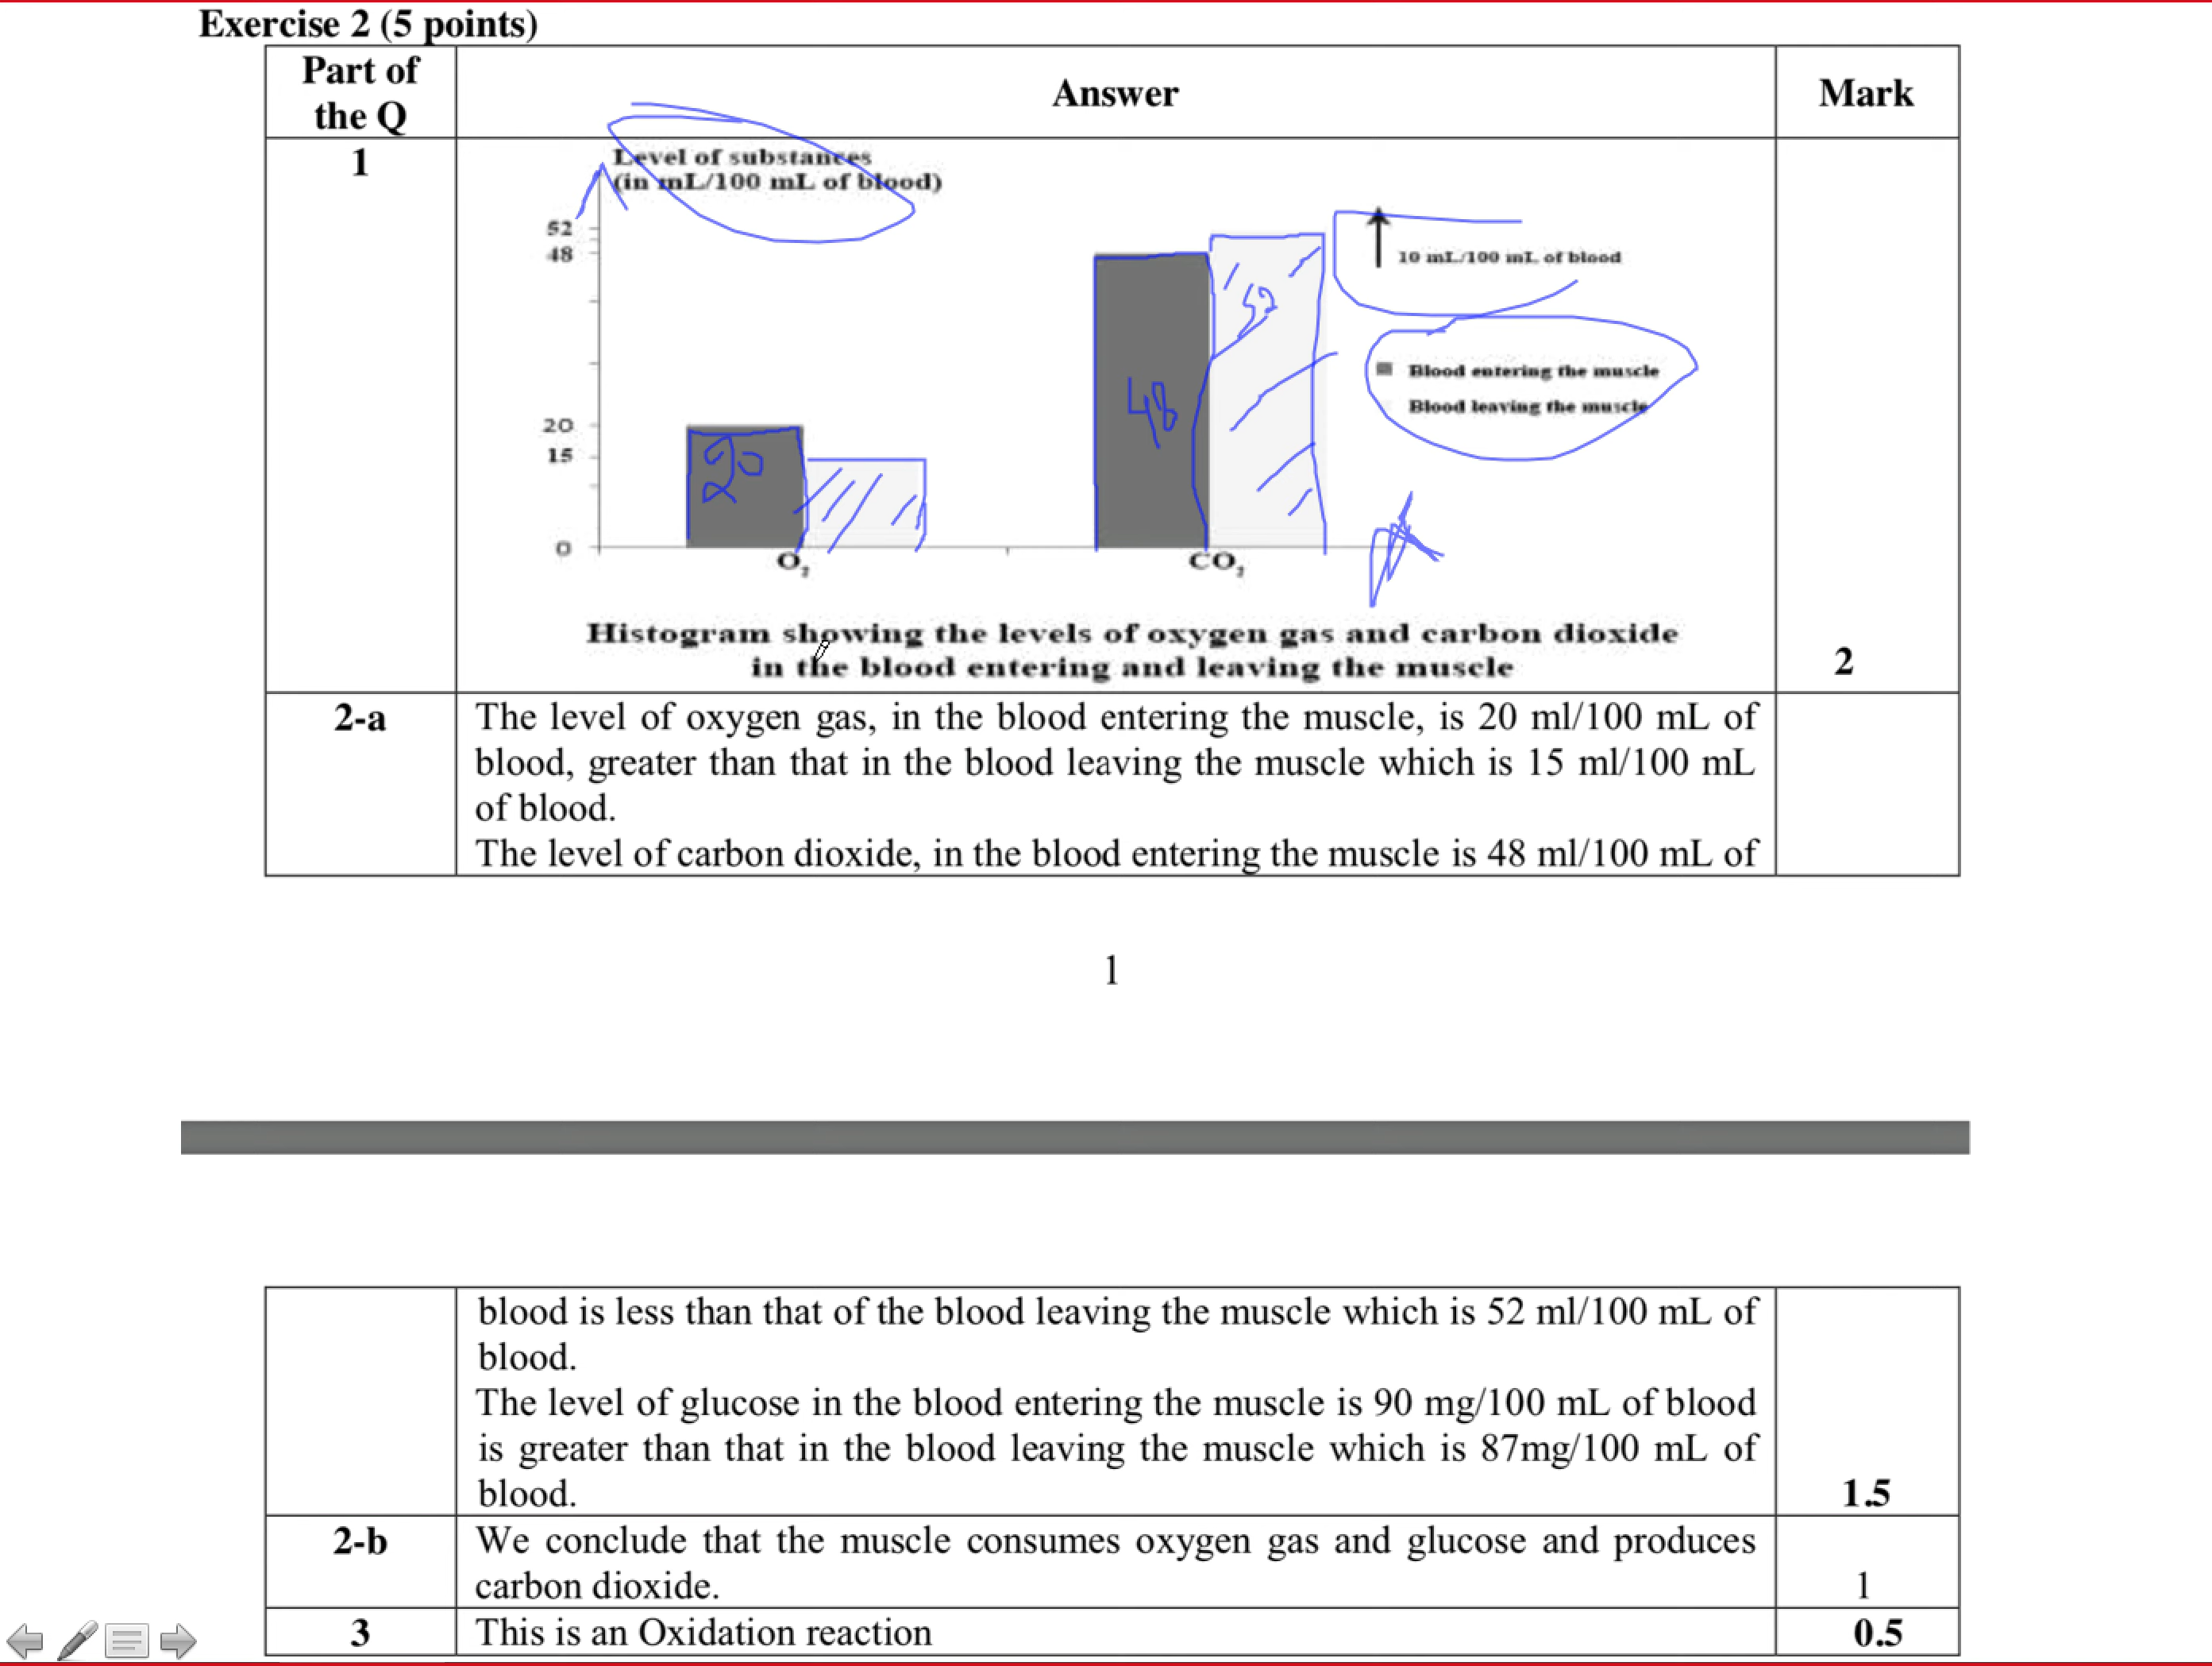 Exercise 2 (5 points)
Part of
the Q
Answer
Mark
1
Level of substances
(in mL/100 mL of blood)
52
48
20
15
0
20
48
52
10 mL/100 mL of blood
Blood entering the muscle
Blood leaving the muscle
O₂
CO₂
Histogram showing the levels of oxygen gas and carbon dioxide
in the blood entering and leaving the muscle
2
2-a
The level of oxygen gas, in the blood entering the muscle, is 20 ml/100 mL of
blood, greater than that in the blood leaving the muscle which is 15 ml/100 mL
of blood.
The level of carbon dioxide, in the blood entering the muscle is 48 ml/100 mL of
1
blood is less than that of the blood leaving the muscle which is 52 ml/100 mL of
blood.
The level of glucose in the blood entering the muscle is 90 mg/100 mL of blood
is greater than that in the blood leaving the muscle which is 87mg/100 mL of
blood.
1.5
2-b
We conclude that the muscle consumes oxygen gas and glucose and produces
carbon dioxide.
1
3
This is an Oxidation reaction
0.5